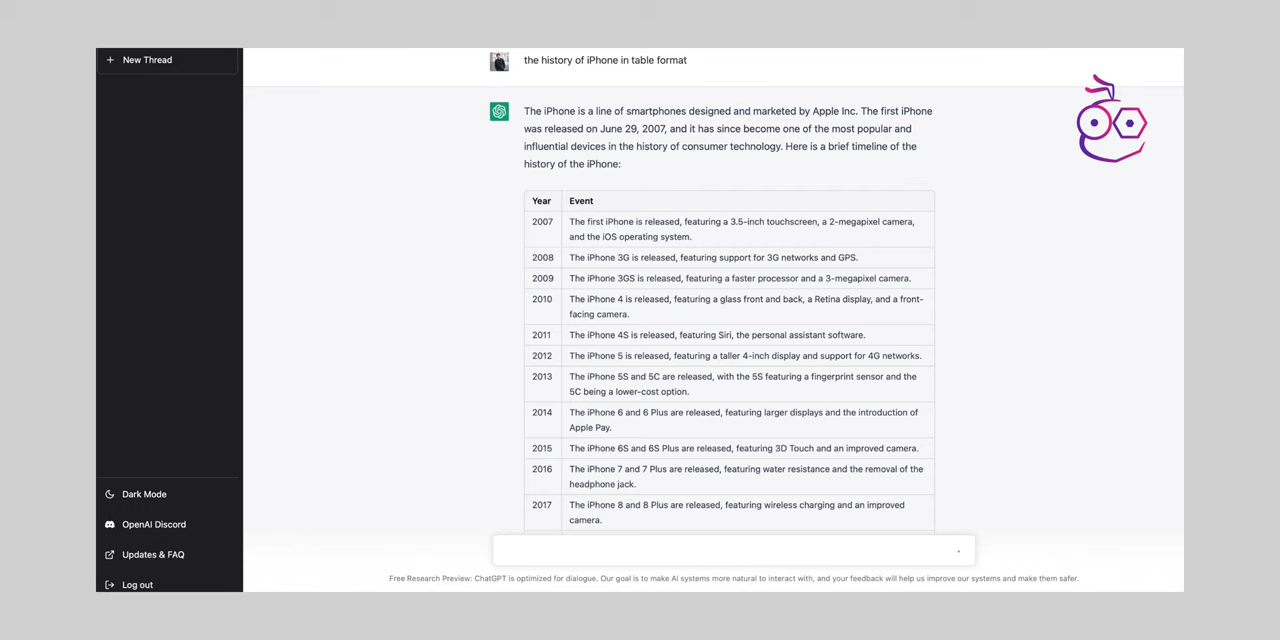 New Thread
the history of iPhone in table format
The iPhone is a line of smartphones designed and marketed by Apple Inc. The first iPhone
was released on June 29, 2007, and it has since become one of the most popular and
influential devices in the history of consumer technology. Here is a brief timeline of the
history of the iPhone:
Year Event
2007 The first iPhone is released, featuring a 3.5-inch touchscreen, a 2-megapixel camera,
and the iOS operating system.
2008 The iPhone 3G is released, featuring support for 3G networks and GPS.
2009 The iPhone 3GS is released, featuring a faster processor and a 3-megapixel camera.
2010 The iPhone 4 is released, featuring a glass front and back, a Retina display, and a front-
facing camera.
2011 The iPhone 4S is released, featuring Siri, the personal assistant software.
2012 The iPhone 5 is released, featuring a taller 4-inch display and support for 4G networks.
2013 The iPhone 5S and 5C are released, with the 5S featuring a fingerprint sensor and the
5C being a lower-cost option.
2014 The iPhone 6 and 6 Plus are released, featuring larger displays and the introduction of
Apple Pay.
2015 The iPhone 6S and 6S Plus are released, featuring 3D Touch and an improved camera.
2016 The iPhone 7 and 7 Plus are released, featuring water resistance and the removal of the
headphone jack.
2017 The iPhone 8 and 8 Plus are released, featuring wireless charging and an improved
camera.
Dark Mode
OpenAI Discord
Updates & FAQ
Log out
Free Research Preview: ChatGPT is optimized for dialogue. Our goal is to make AI systems more natural to interact with, and your feedback will help us improve our systems and make them safer.